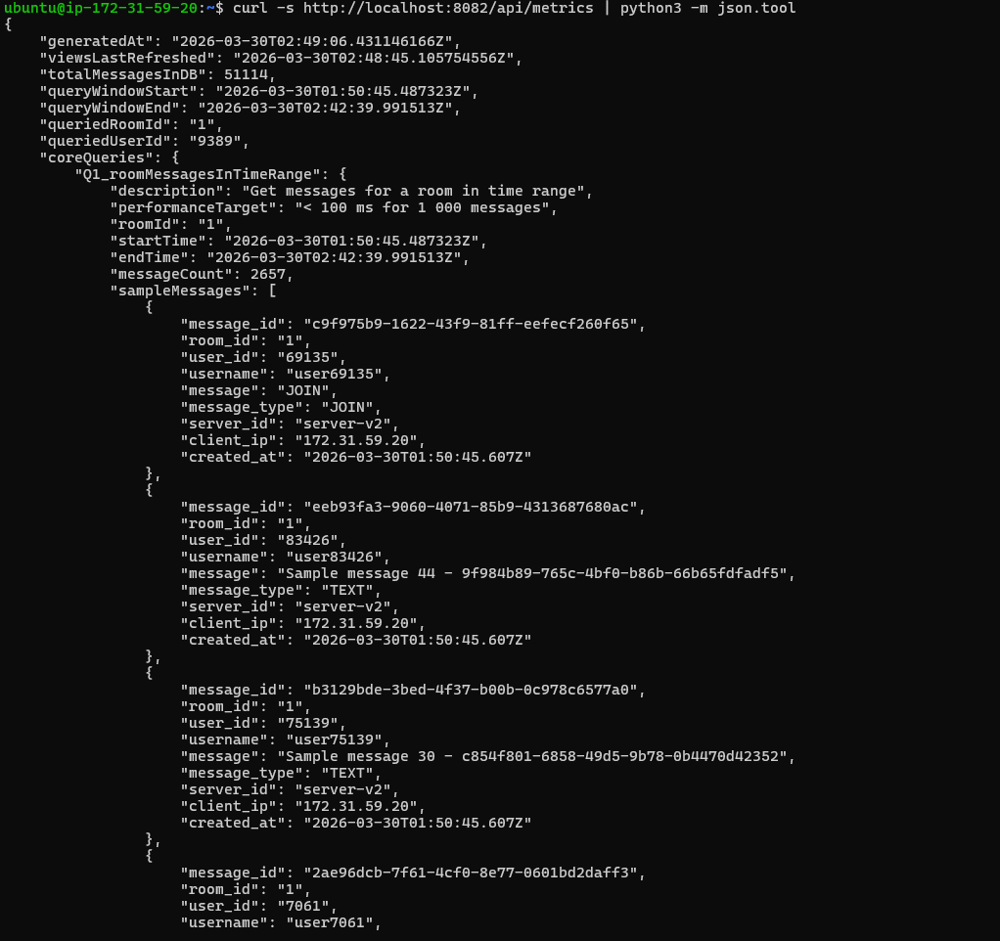 ubuntu@ip-172-31-59-20:~$ curl -s http://localhost:8082/api/metrics | python3 -m json.tool
{
    "generatedAt": "2026-03-30T02:49:06.431146166Z",
    "viewsLastRefreshed": "2026-03-30T02:48:45.105754556Z",
    "totalMessagesInDB": 51114,
    "queryWindowStart": "2026-03-30T01:50:45.487323Z",
    "queryWindowEnd": "2026-03-30T02:42:39.991513Z",
    "queriedRoomId": "1",
    "queriedUserId": "9389",
    "coreQueries": {
        "Q1_roomMessagesInTimeRange": {
            "description": "Get messages for a room in time range",
            "performanceTarget": "< 100 ms for 1 000 messages",
            "roomId": "1",
            "startTime": "2026-03-30T01:50:45.487323Z",
            "endTime": "2026-03-30T02:42:39.991513Z",
            "messageCount": 2657,
            "sampleMessages": [
                {
                    "message_id": "c9f975b9-1622-43f9-81ff-eefecf260f65",
                    "room_id": "1",
                    "user_id": "69135",
                    "username": "user69135",
                    "message": "JOIN",
                    "message_type": "JOIN",
                    "server_id": "server-v2",
                    "client_ip": "172.31.59.20",
                    "created_at": "2026-03-30T01:50:45.607Z"
                },
                {
                    "message_id": "eeb93fa3-9060-4071-85b9-4313687680ac",
                    "room_id": "1",
                    "user_id": "83426",
                    "username": "user83426",
                    "message": "Sample message 44 - 9f984b89-765c-4bf0-b86b-66b65fdfadf5",
                    "message_type": "TEXT",
                    "server_id": "server-v2",
                    "client_ip": "172.31.59.20",
                    "created_at": "2026-03-30T01:50:45.607Z"
                },
                {
                    "message_id": "b3129bde-3bed-4f37-b00b-0c978c6577a0",
                    "room_id": "1",
                    "user_id": "75139",
                    "username": "user75139",
                    "message": "Sample message 30 - c854f801-6858-49d5-9b78-0b4470d42352",
                    "message_type": "TEXT",
                    "server_id": "server-v2",
                    "client_ip": "172.31.59.20",
                    "created_at": "2026-03-30T01:50:45.607Z"
                },
                {
                    "message_id": "2ae96dcb-7f61-4cf0-8e77-0601bd2daff3",
                    "room_id": "1",
                    "user_id": "7061",
                    "username": "user7061",